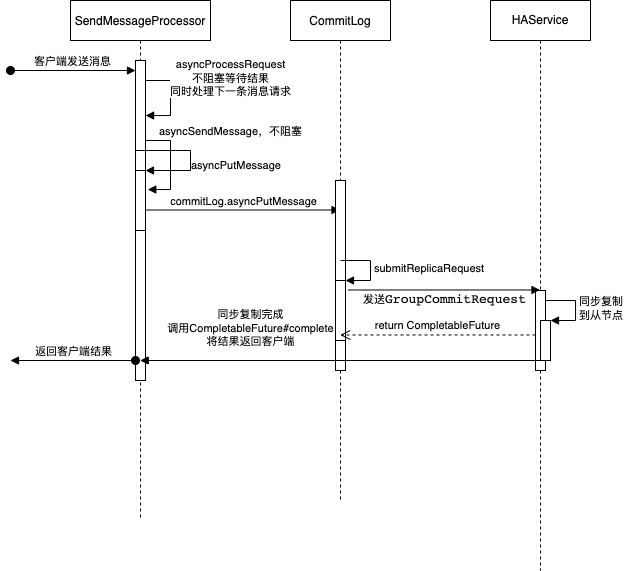 SendMessageProcessor
CommitLog
HAService
客户端发送消息
asyncProcessRequest
不阻塞等待结果
同时处理下一条消息请求
asyncSendMessage，不阻塞
asyncPutMessage
commitLog.asyncPutMessage
submitReplicaRequest
发送GroupCommitRequest
同步复制
到从节点
同步复制完成
调用CompletableFuture#complete
将结果返回客户端
return CompletableFuture
返回客户端结果